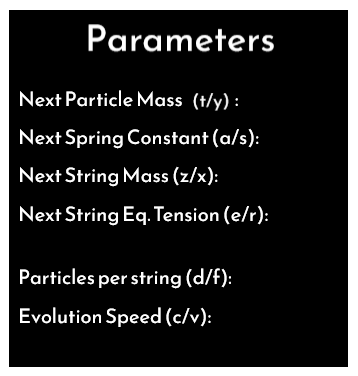 Parameters
Next Particle Mass (t/y) :
Next Spring Constant (a/s):
Next String Mass (z/x):
Next String Eq. Tension (e/r):
Particles per string (d/f):
Evolution Speed (c/v):